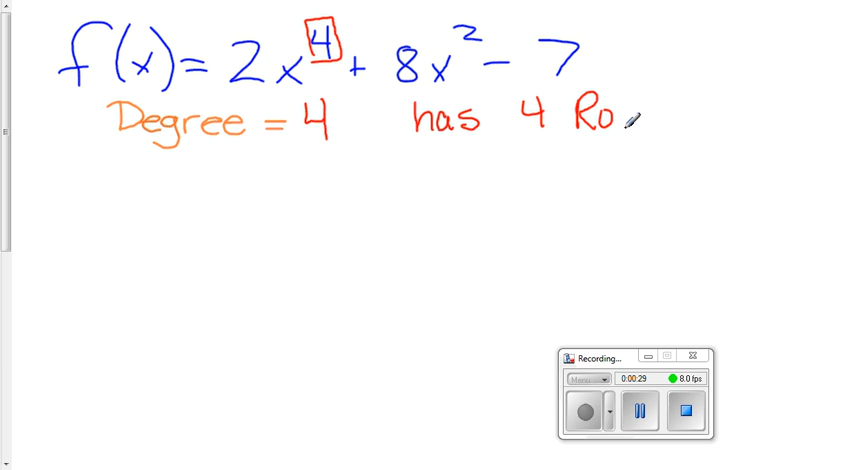 f(x) = 2x⁴ + 8x² - 7
Degree = 4 has 4 Ro
Recording...
Menu
0:00:29 8.0 fps